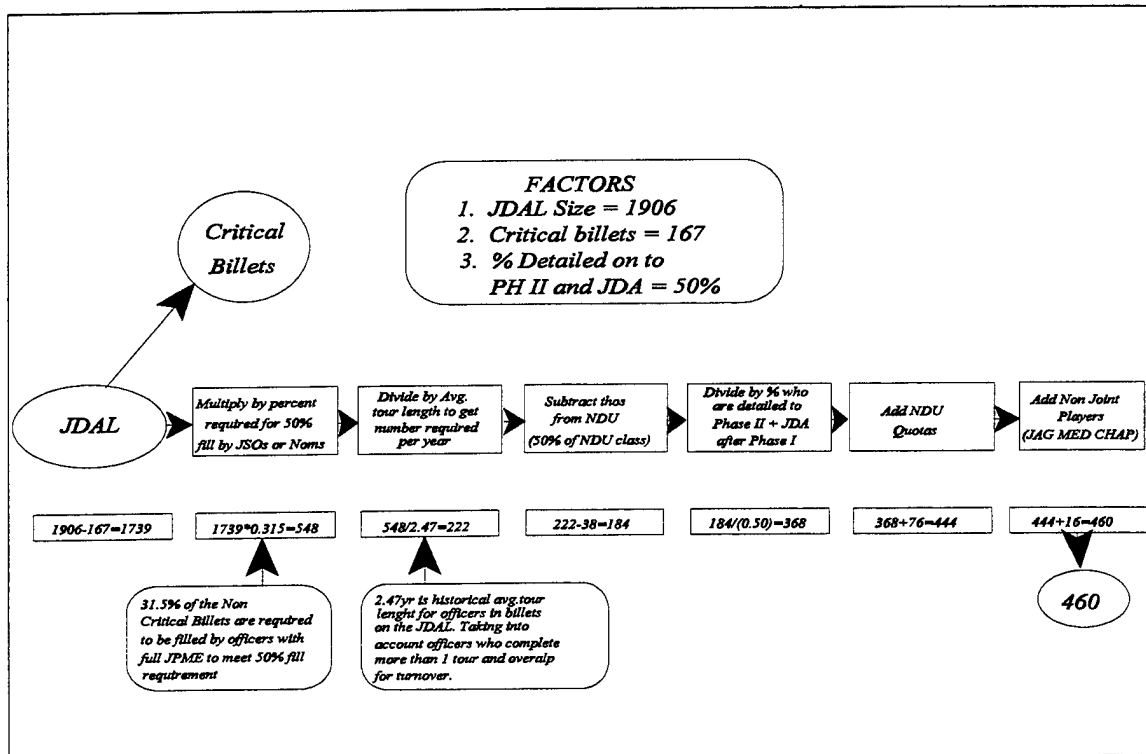 FACTORS
1. JDAL Size = 1906
2. Critical billets = 167
3. % Detailed on to
PH II and JDA = 50%
Critical
Billets
JDAL
Multiply by percent
required for 50%
fill by JSOs or Noms
Divide by Avg.
tour length to get
number required
per year
Subtract thos
from NDU
(50% of NDU class)
Divide by % who
are detailed to
Phase II + JDA
after Phase I
Add NDU
Quotas
Add Non Joint
Players
(JAG MED CHAP)
1906-167=1739
1739*0.315=548
548/2.47=222
222-38=184
184/(0.50)=368
368+76=444
444+16=460
31.5% of the Non
Critical Billets are required
to be filled by officers with
full JPME to meet 50% fill
requirement
2.47yr is historical avg.tour
lenght for officers in billets
on the JDAL. Taking into
account officers who complete
more than 1 tour and overalp
for turnover.
460